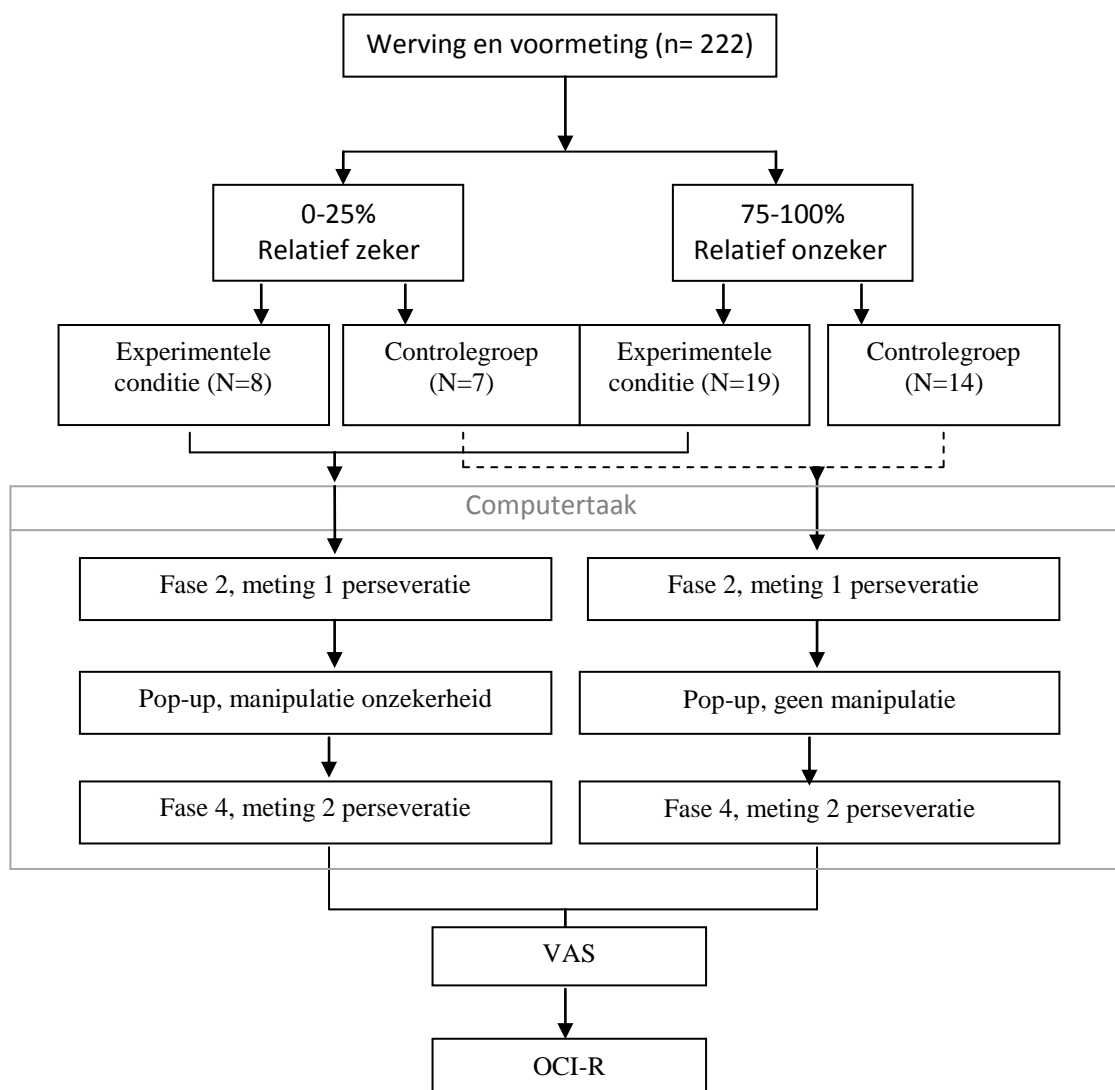 Werving en voormeting (n= 222)
0-25%
Relatief zeker
75-100%
Relatief onzeker
Experimentele
conditie (N=8)
Controlegroep
(N=7)
Experimentele
conditie (N=19)
Controlegroep
(N=14)
Computertaak
Fase 2, meting 1 perseveratie
Fase 2, meting 1 perseveratie
Pop-up, manipulatie onzekerheid
Pop-up, geen manipulatie
Fase 4, meting 2 perseveratie
Fase 4, meting 2 perseveratie
VAS
OCI-R